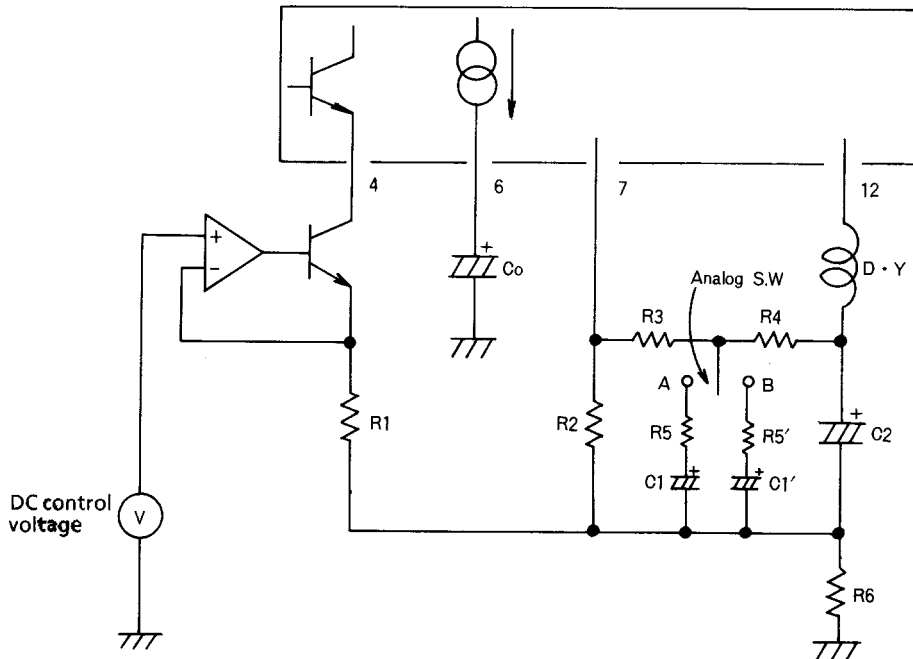 4
6
7
12
+
−
+
Co
Analog S.W
D・Y
R3
R4
A
B
R1
R2
R5
R5′
+
C2
C1
+
+
C1′
DC control
voltage
V
R6